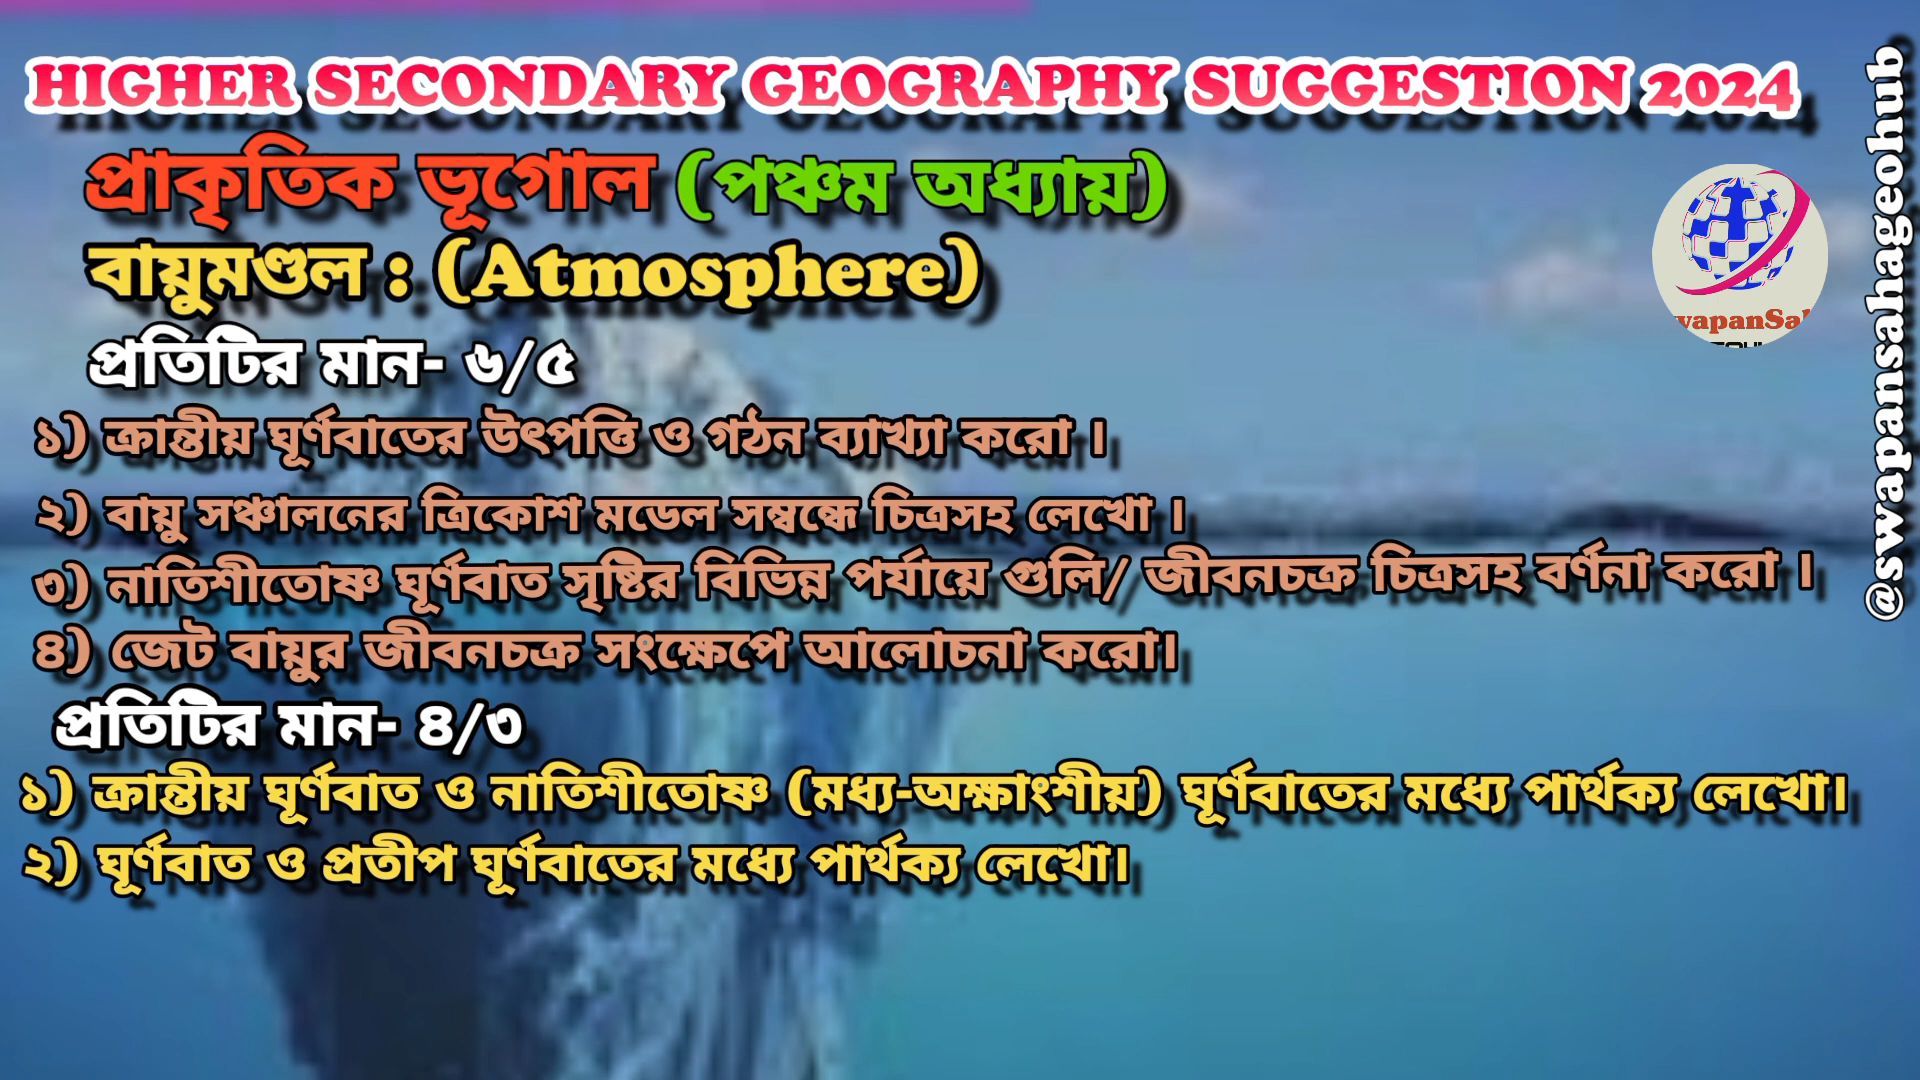 HIGHER SECONDARY GEOGRAPHY SUGGESTION 2024
প্রাকৃতিক ভূগোল (পঞ্চম অধ্যায়)
বায়ুমণ্ডল : (Atmosphere)
প্রতিটির মান- ৬/৫
১) ক্রান্তীয় ঘূর্ণবাতের উৎপত্তি ও গঠন ব্যাখ্যা করো ।
২) বায়ু সঞ্চালনের ত্রিকোশ মডেল সম্বন্ধে চিত্রসহ লেখো ।
৩) নাতিশীতোষ্ণ ঘূর্ণবাত সৃষ্টির বিভিন্ন পর্যায়ে গুলি/ জীবনচক্র চিত্রসহ বর্ণনা করো ।
৪) জেট বায়ুর জীবনচক্র সংক্ষেপে আলোচনা করো।
প্রতিটির মান- ৪/৩
১) ক্রান্তীয় ঘূর্ণবাত ও নাতিশীতোষ্ণ (মধ্য-অক্ষাংশীয়) ঘূর্ণবাতের মধ্যে পার্থক্য লেখো।
২) ঘূর্ণবাত ও প্রতীপ ঘূর্ণবাতের মধ্যে পার্থক্য লেখো।
@swapansahageohub